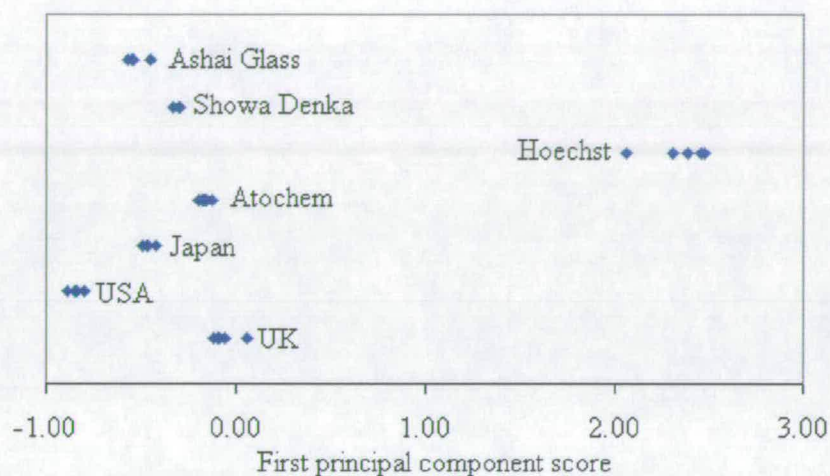 Ashai Glass
Showa Denka
Hoechst
Atochem
Japan
USA
UK
-1.00 0.00 1.00 2.00 3.00
First principal component score